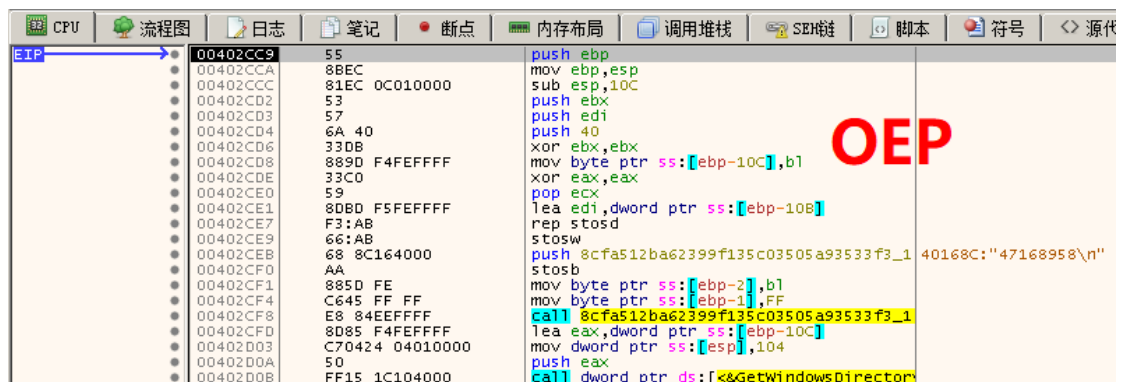 CPU 流程图 日志 笔记 断点 内存布局 调用堆栈 SEH链 脚本 符号 源代
EIP 00402CC9 55 push ebp
00402CCA 8BEC mov ebp,esp
00402CCC 81EC 0C010000 sub esp,10C
00402CD2 53 push ebx
00402CD3 57 push edi
00402CD4 6A 40 push 40
00402CD6 33DB xor ebx,ebx
OEP
00402CD8 889D F4FEFFFF mov byte ptr ss:[ebp-10C],bl
00402CDE 33C0 xor eax,eax
00402CE0 59 pop ecx
00402CE1 8DBD F5FEFFFF lea edi,dword ptr ss:[ebp-10B]
00402CE7 F3:AB rep stosd
00402CE9 66:AB stosw
00402CEB 68 8C164000 push 8cfa512ba62399f135c03505a93533f3_1 40168C:"47168958\n"
00402CF0 AA stosb
00402CF1 885D FE mov byte ptr ss:[ebp-2],bl
00402CF4 C645 FF FF mov byte ptr ss:[ebp-1],FF
00402CF8 E8 84EEFFFF call 8cfa512ba62399f135c03505a93533f3_1
00402CFD 8D85 F4FEFFFF lea eax,dword ptr ss:[ebp-10C]
00402D03 C70424 04010000 mov dword ptr ss:[esp],104
00402D0A 50 push eax
00402D0B FF15 1C104000 call dword ptr ds:[<&GetWindowsDirectory